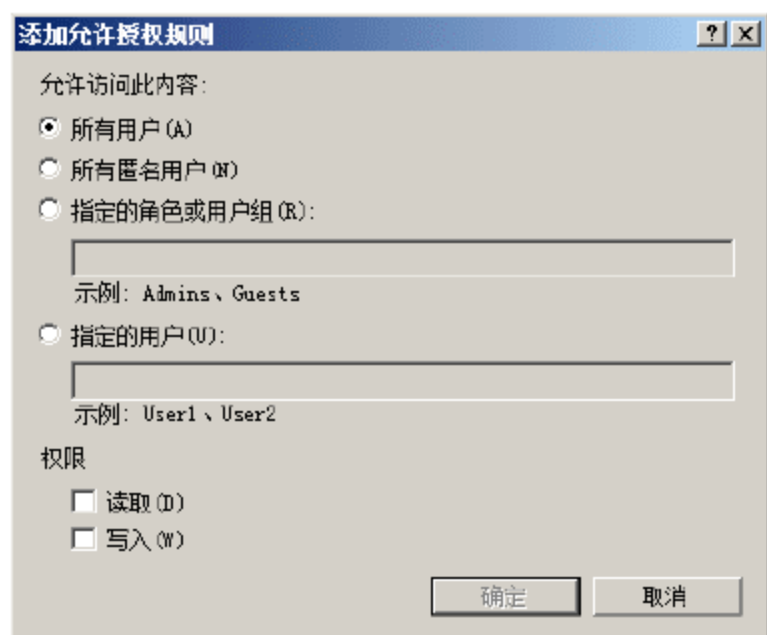 添加允许授权规则
允许访问此内容:
所有用户(A)
所有匿名用户(N)
指定的角色或用户组(R):
示例: Admins、Guests
指定的用户(U):
示例: User1、User2
权限
读取(D)
写入(W)
确定 取消